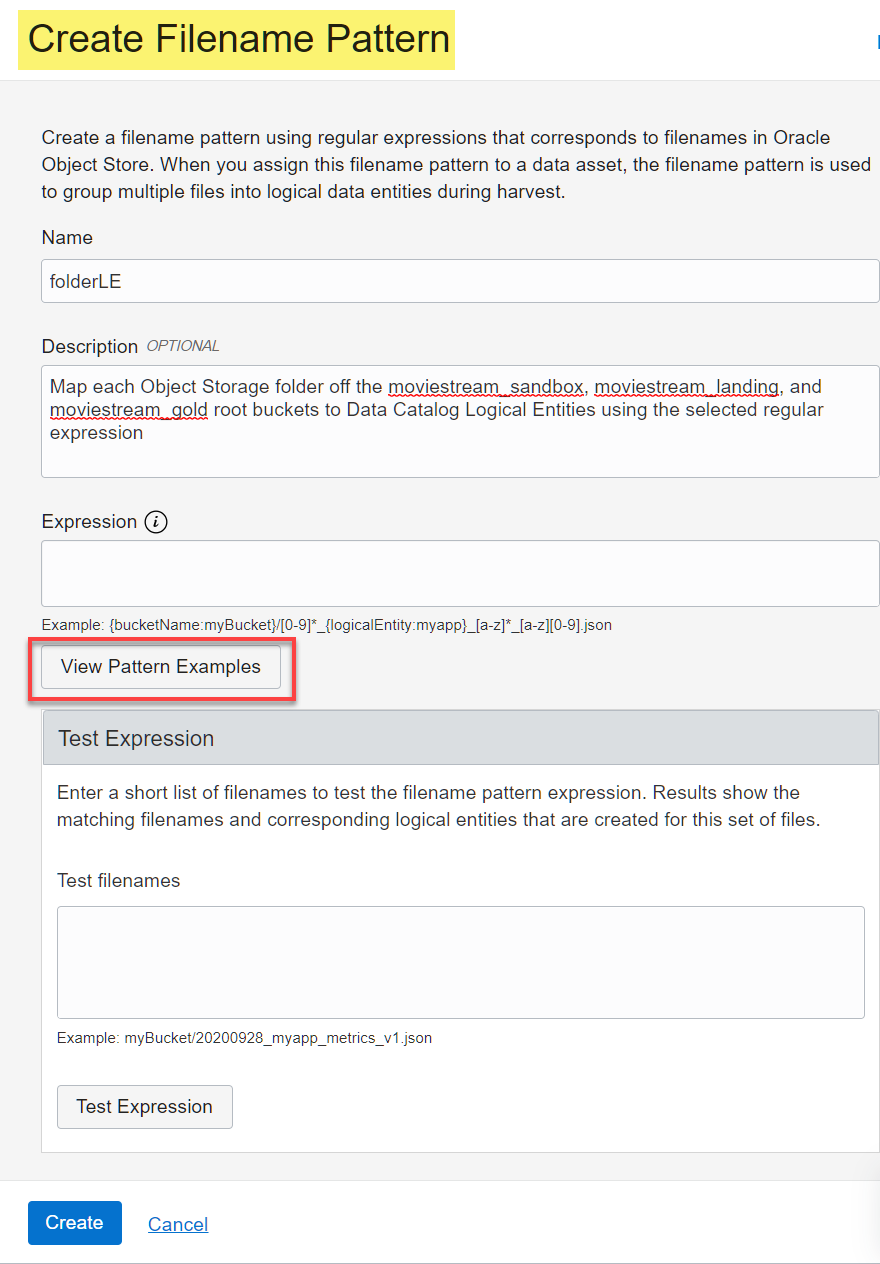 Create Filename Pattern
Create a filename pattern using regular expressions that corresponds to filenames in Oracle
Object Store. When you assign this filename pattern to a data asset, the filename pattern is used
to group multiple files into logical data entities during harvest.
Name
folderLE
Description OPTIONAL
Map each Object Storage folder off the moviestream_sandbox, moviestream_landing, and
moviestream_gold root buckets to Data Catalog Logical Entities using the selected regular
expression
Expression i
Example: {bucketName:myBucket}/[0-9]*_{logicalEntity:myapp}_[a-z]*_[a-z][0-9].json
View Pattern Examples
Test Expression
Enter a short list of filenames to test the filename pattern expression. Results show the
matching filenames and corresponding logical entities that are created for this set of files.
Test filenames
Example: myBucket/20200928_myapp_metrics_v1.json
Test Expression
Create Cancel